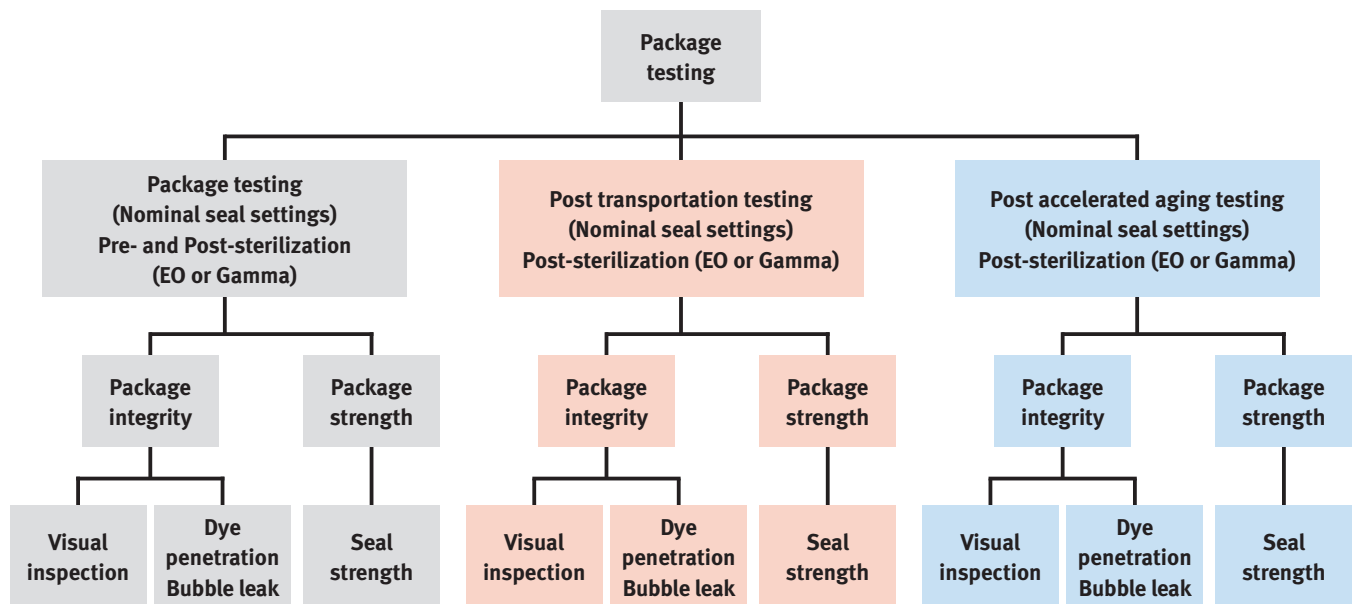 Package
testing
Package testing
(Nominal seal settings)
Pre- and Post-sterilization
(EO or Gamma)
Post transportation testing
(Nominal seal settings)
Post-sterilization (EO or Gamma)
Post accelerated aging testing
(Nominal seal settings)
Post-sterilization (EO or Gamma)
Package
integrity
Package
strength
Package
integrity
Package
strength
Package
integrity
Package
strength
Visual
inspection
Dye
penetration
Bubble leak
Seal
strength
Visual
inspection
Dye
penetration
Bubble leak
Seal
strength
Visual
inspection
Dye
penetration
Bubble leak
Seal
strength